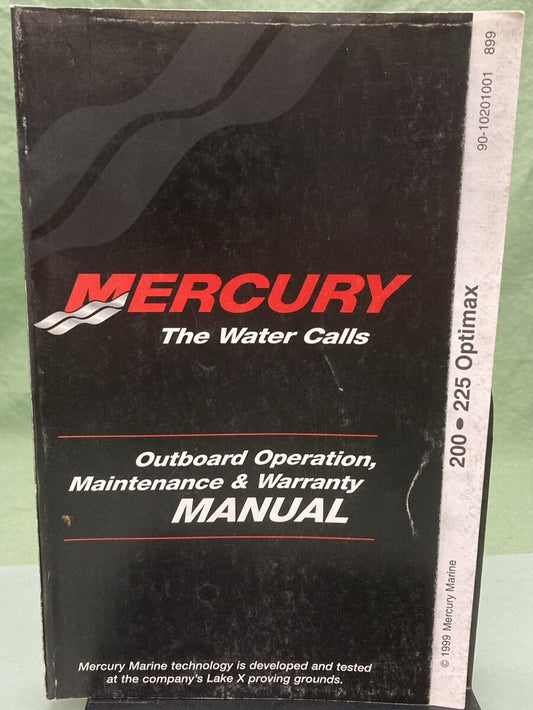 MERCURY
The Water Calls
Outboard Operation,
Maintenance & Warranty
MANUAL
Mercury Marine technology is developed and tested
at the company's Lake X proving grounds.
© 1999 Mercury Marine
200 • 225 Optimax
90-10201001 899